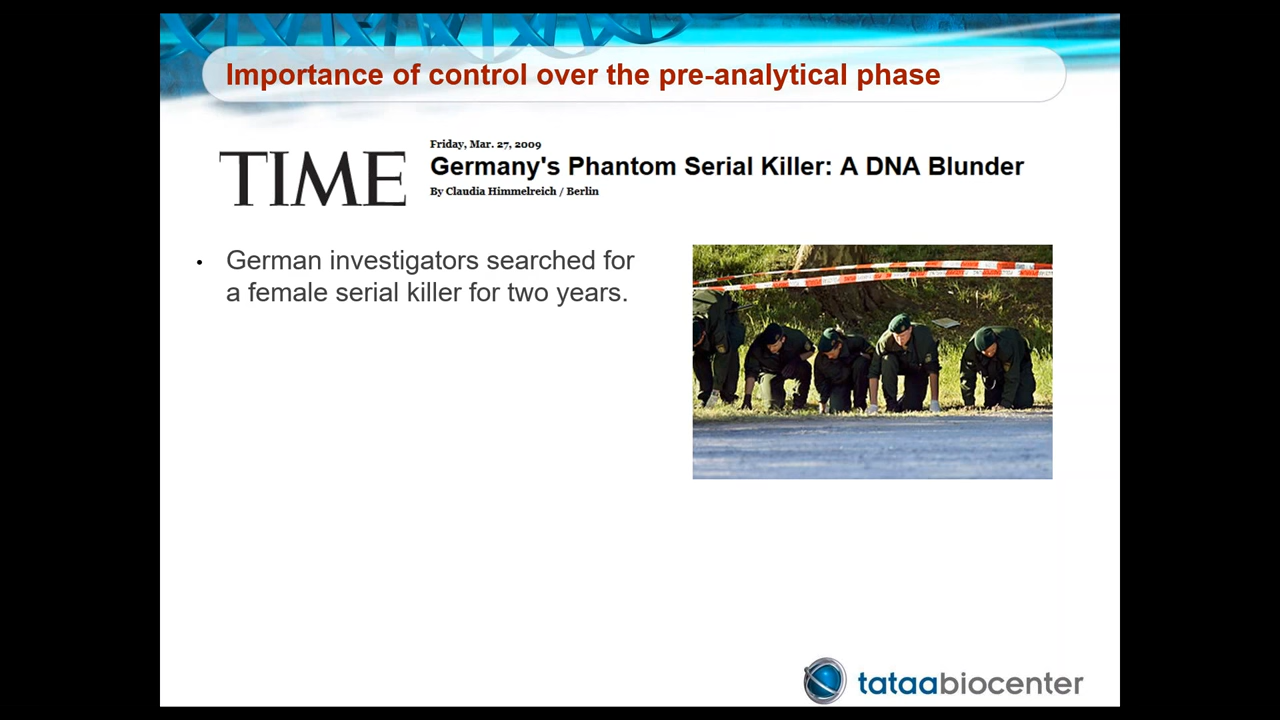 Importance of control over the pre-analytical phase
TIME
Friday, Mar. 27, 2009
Germany's Phantom Serial Killer: A DNA Blunder
By Claudia Himmelreich / Berlin
• German investigators searched for
a female serial killer for two years.
tataabiocenter